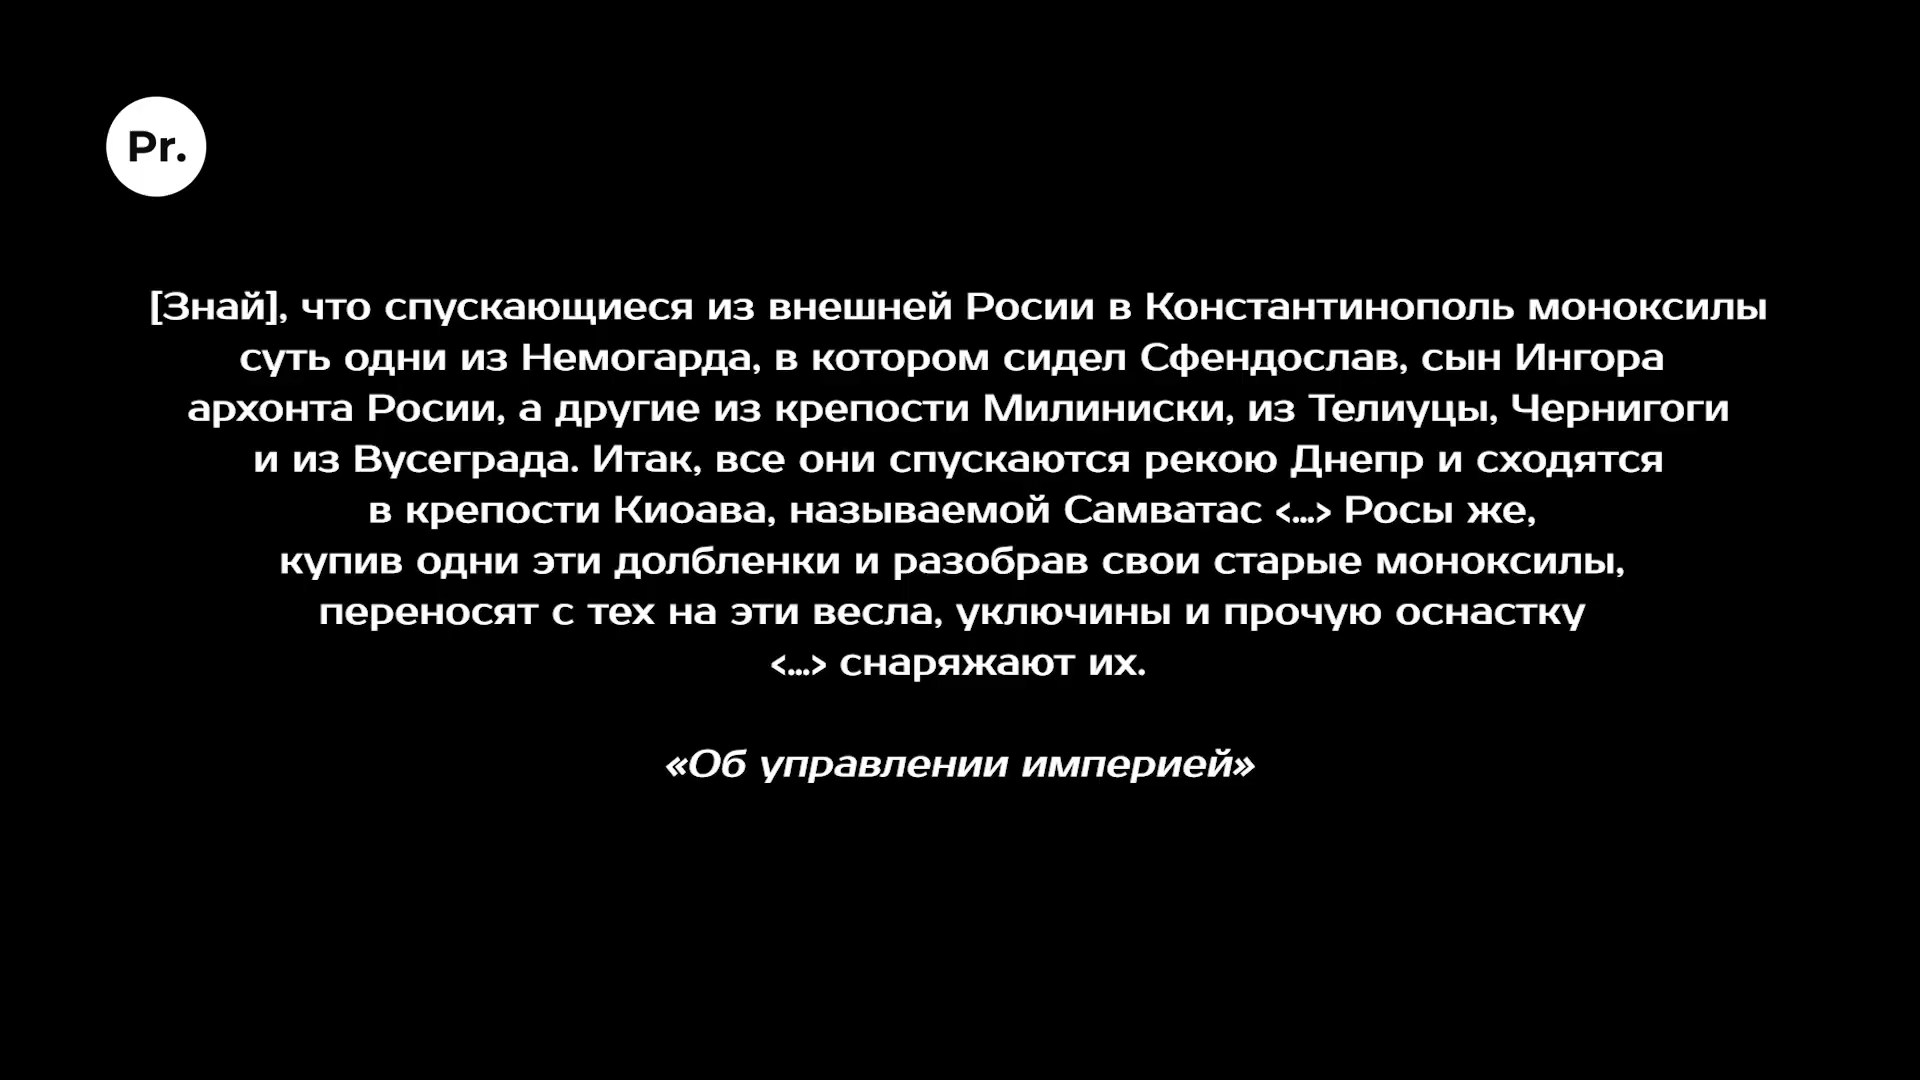 Pr.
[Знай], что спускающиеся из внешней Росии в Константинополь моноксилы
суть одни из Немогарда, в котором сидел Сфендослав, сын Ингора
архонта Росии, а другие из крепости Милиниски, из Телиуцы, Чернигоги
и из Вусеграда. Итак, все они спускаются рекою Днепр и сходятся
в крепости Киоава, называемой Самватас <...> Росы же,
купив одни эти долбленки и разобрав свои старые моноксилы,
переносят с тех на эти весла, уключины и прочую оснастку
<...> снаряжают их.
«Об управлении империей»